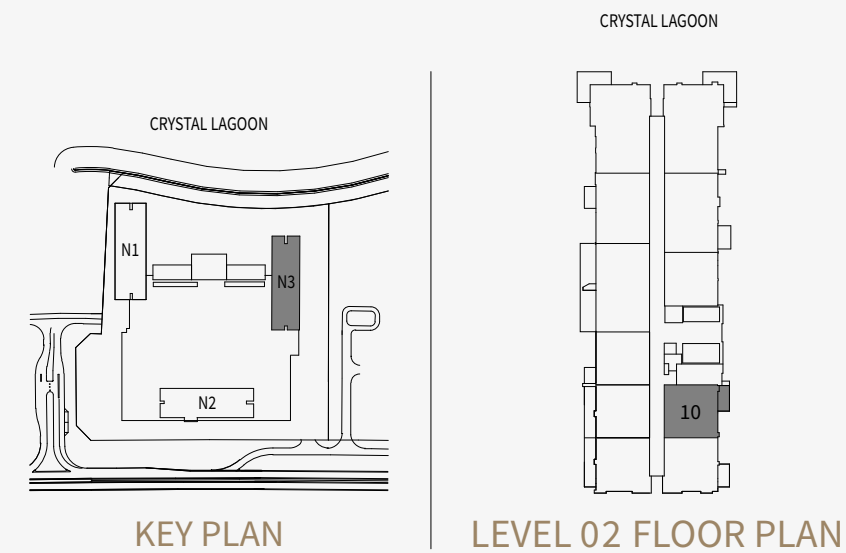 CRYSTAL LAGOON
N1
N3
N2
KEY PLAN
CRYSTAL LAGOON
10
LEVEL 02 FLOOR PLAN